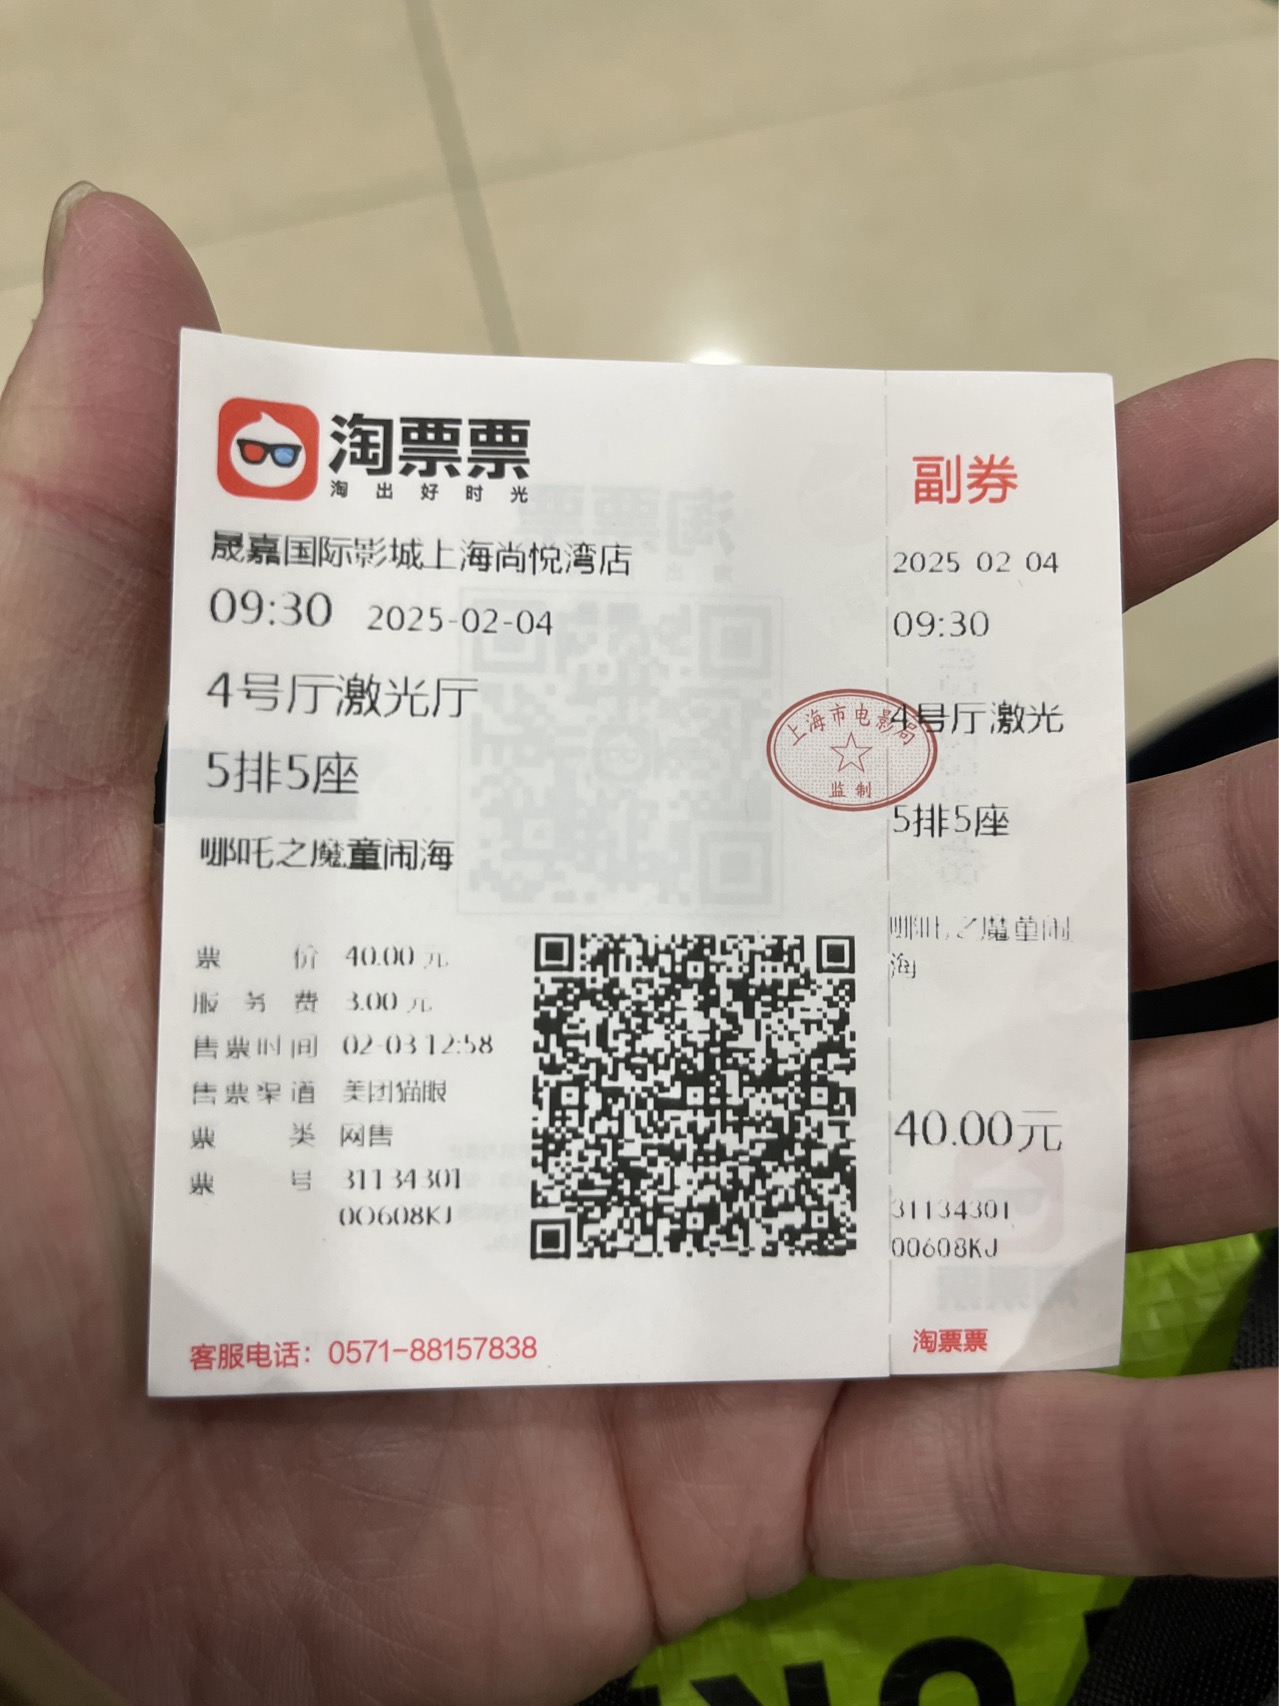 淘票票
淘出好时光
晟嘉国际影城上海尚悦湾店
09:30 2025-02-04
4号厅激光厅
5排5座
哪吒之魔童闹海
票价 40.00 元
服务费 3.00 元
售票时间 02-03 12:58
售票渠道 美团猫眼
票类 网售
票号 31134301
00608KJ
客服电话：0571-88157838
上海市电影局
监制
副券
2025 02 04
09:30
4号厅激光
5排5座
哪吒之魔童闹
海
40.00元
31134301
00608KJ
淘票票